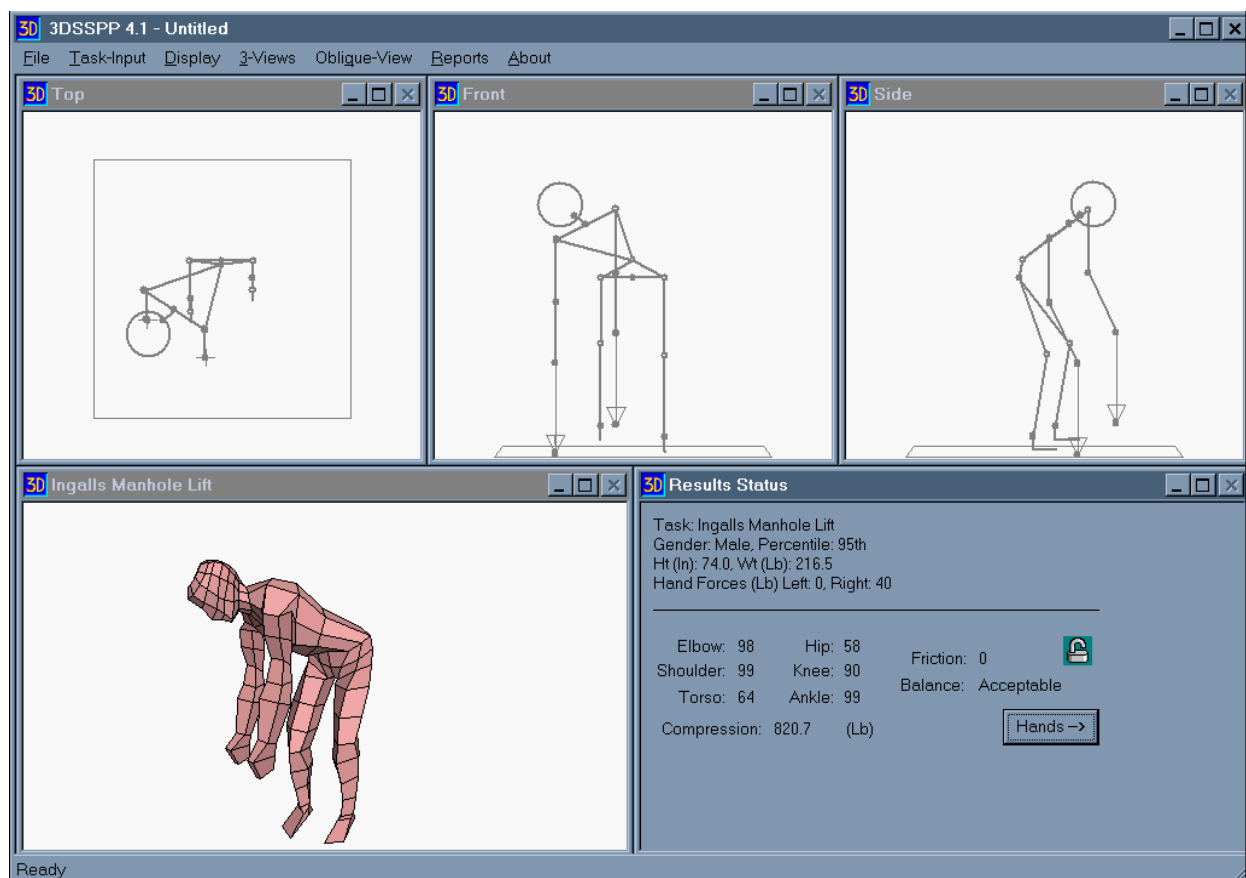 3D 3DSSPP 4.1 - Untitled
File Task-Input Display 3-Views Oblique-View Reports About
3D Top
3D Front
3D Side
3D Ingalls Manhole Lift
3D Results Status
Task: Ingalls Manhole Lift
Gender: Male, Percentile: 95th
Ht (In): 74.0, Wt (Lb): 216.5
Hand Forces (Lb) Left: 0, Right: 40
Elbow: 98 Hip: 58
Shoulder: 99 Knee: 90
Torso: 64 Ankle: 99
Friction: 0
Balance: Acceptable
Compression: 820.7 (Lb)
Hands ->
Ready